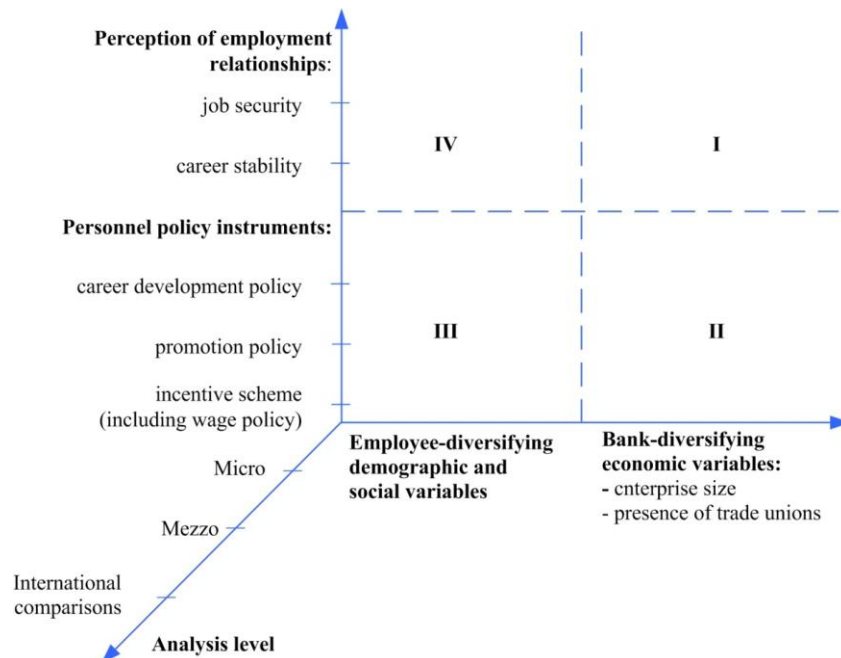 Perception of employment
relationships:
job security
career stability
IV
I
Personnel policy instruments:
career development policy
promotion policy
incentive scheme
(including wage policy)
III
II
Employee-diversifying
demographic and
social variables
Bank-diversifying
economic variables:
- cnterprise size
- presence of trade unions
Micro
Mezzo
International
comparisons
Analysis level